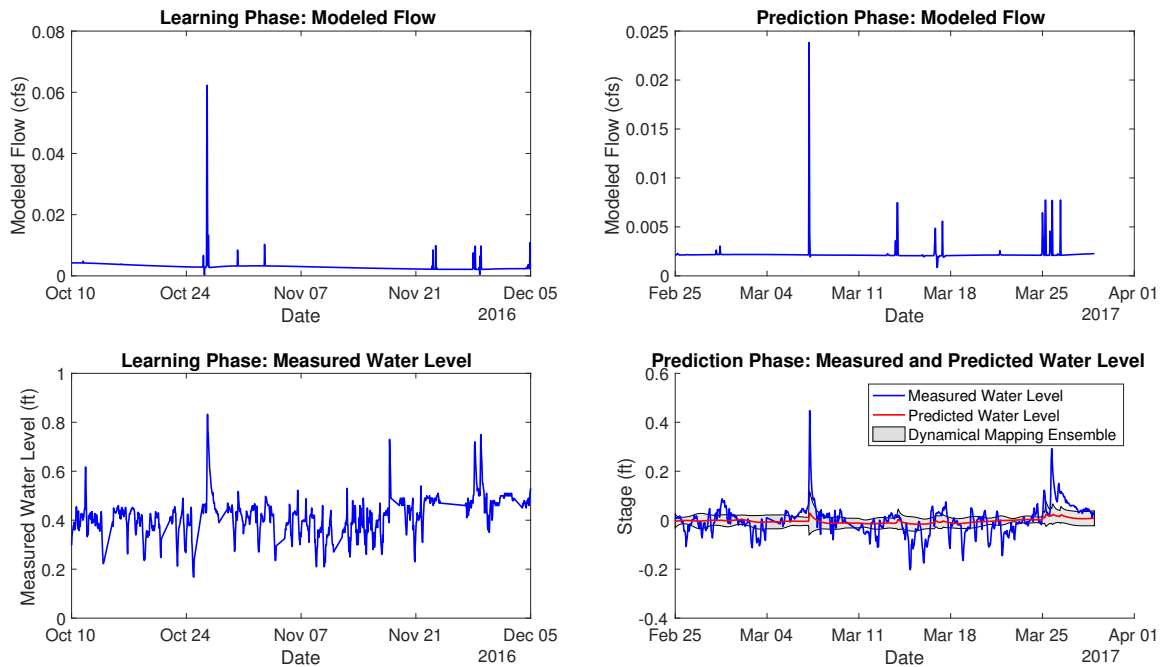 Learning Phase: Modeled Flow
0.08
0.06
0.04
0.02
0
Modeled Flow (cfs)
Oct 10 Oct 24 Nov 07 Nov 21 Dec 05
Date 2016
Prediction Phase: Modeled Flow
0.025
0.02
0.015
0.01
0.005
0
Modeled Flow (cfs)
Feb 25 Mar 04 Mar 11 Mar 18 Mar 25 Apr 01
Date 2017
Learning Phase: Measured Water Level
1
0.8
0.6
0.4
0.2
0
Measured Water Level (ft)
Oct 10 Oct 24 Nov 07 Nov 21 Dec 05
Date 2016
Prediction Phase: Measured and Predicted Water Level
0.6
0.4
0.2
0
-0.2
-0.4
Stage (ft)
Measured Water Level
Predicted Water Level
Dynamical Mapping Ensemble
Feb 25 Mar 04 Mar 11 Mar 18 Mar 25 Apr 01
Date 2017